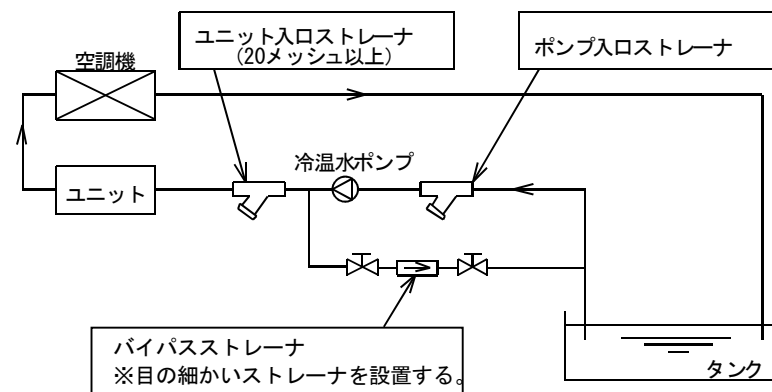 ユニット入口ストレーナ
(20メッシュ以上)
ポンプ入口ストレーナ
空調機
冷温水ポンプ
ユニット
バイパスストレーナ
※目の細かいストレーナを設置する。
タンク